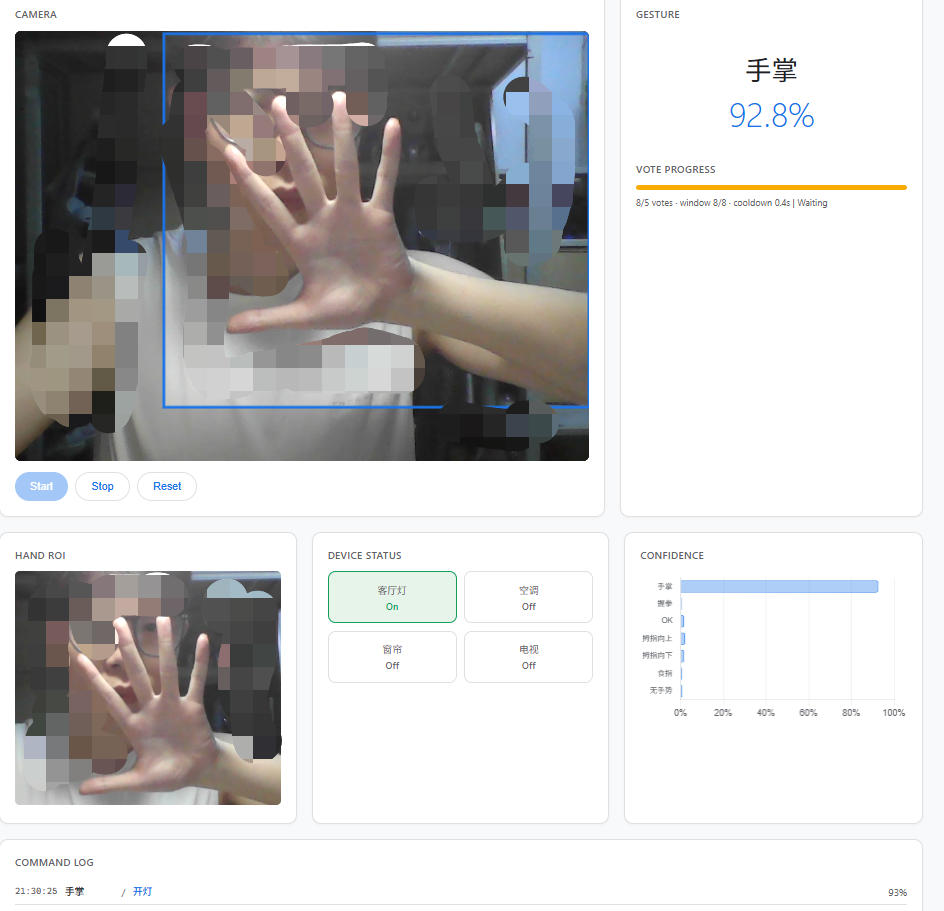 CAMERA
Start
Stop
Reset
GESTURE
手掌
92.8%
VOTE PROGRESS
8/5 votes · window 8/8 · cooldown 0.4s | Waiting
HAND ROI
DEVICE STATUS
客厅灯
On
空调
Off
窗帘
Off
电视
Off
CONFIDENCE
手掌
握拳
OK
拇指向上
拇指向下
食指
无手势
0% 20% 40% 60% 80% 100%
COMMAND LOG
21:30:25 手掌 / 开灯 93%